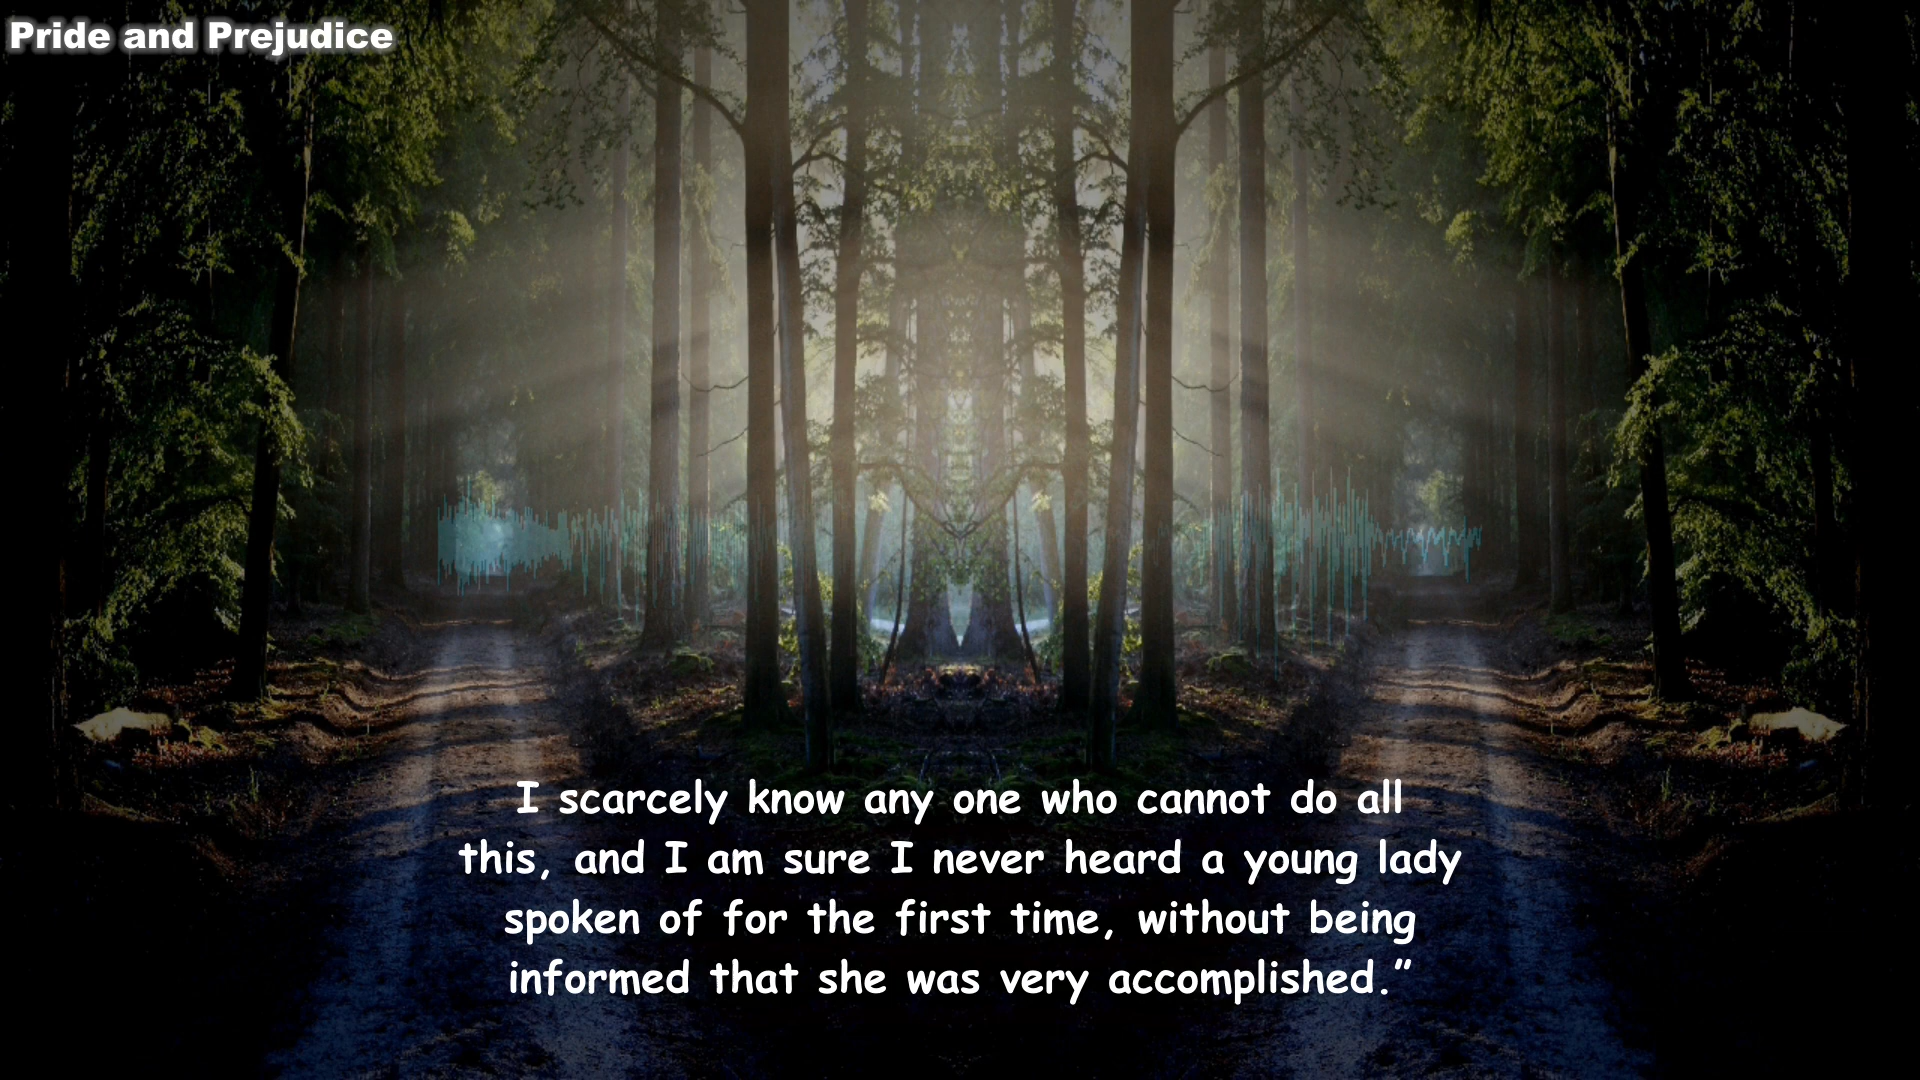 Pride and Prejudice
I scarcely know any one who cannot do all
this, and I am sure I never heard a young lady
spoken of for the first time, without being
informed that she was very accomplished.”